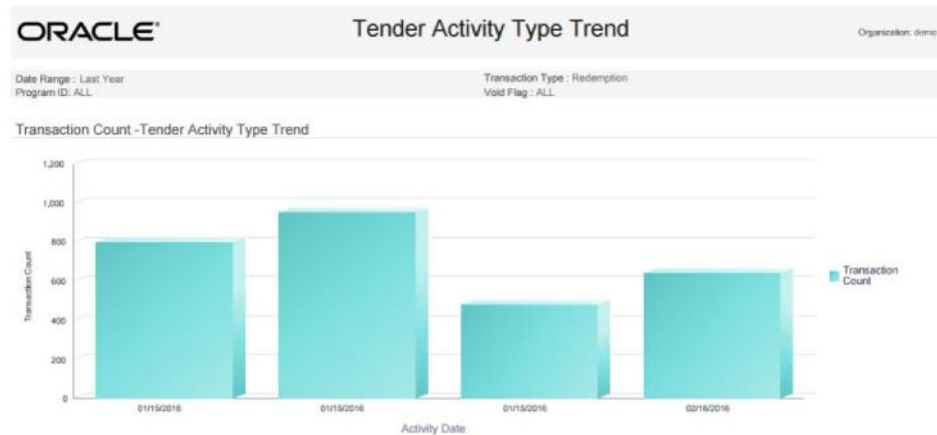 ORACLE®
Tender Activity Type Trend
Organization: demo
Date Range : Last Year
Transaction Type : Redemption
Program ID: ALL
Void Flag : ALL
Transaction Count -Tender Activity Type Trend
1,200
1,000
800
600
400
200
0
Transaction Count
01/15/2016
01/15/2016
01/15/2016
02/16/2016
Activity Date
Transaction
Count